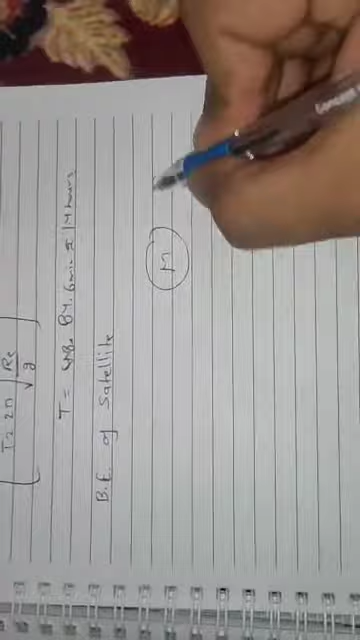 T = 2π √Re/g
T = 84.6 min ≈ 1.4 hours
B.E. of Satellite
M